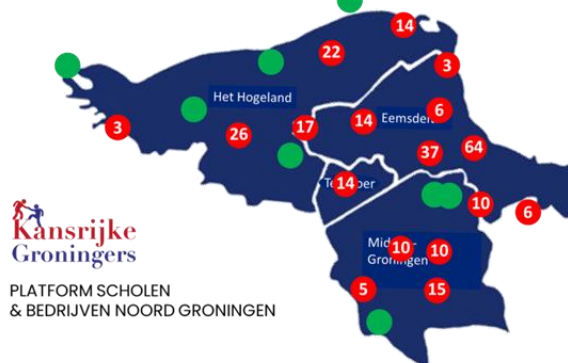 14
22
3
Het Hogeland
6
14
Eemsdel
3
26
17
37
64
14
10
6
Kansrijke
Groningers
10
10
Groningen
5
15
PLATFORM SCHOLEN
& BEDRIJVEN NOORD GRONINGEN